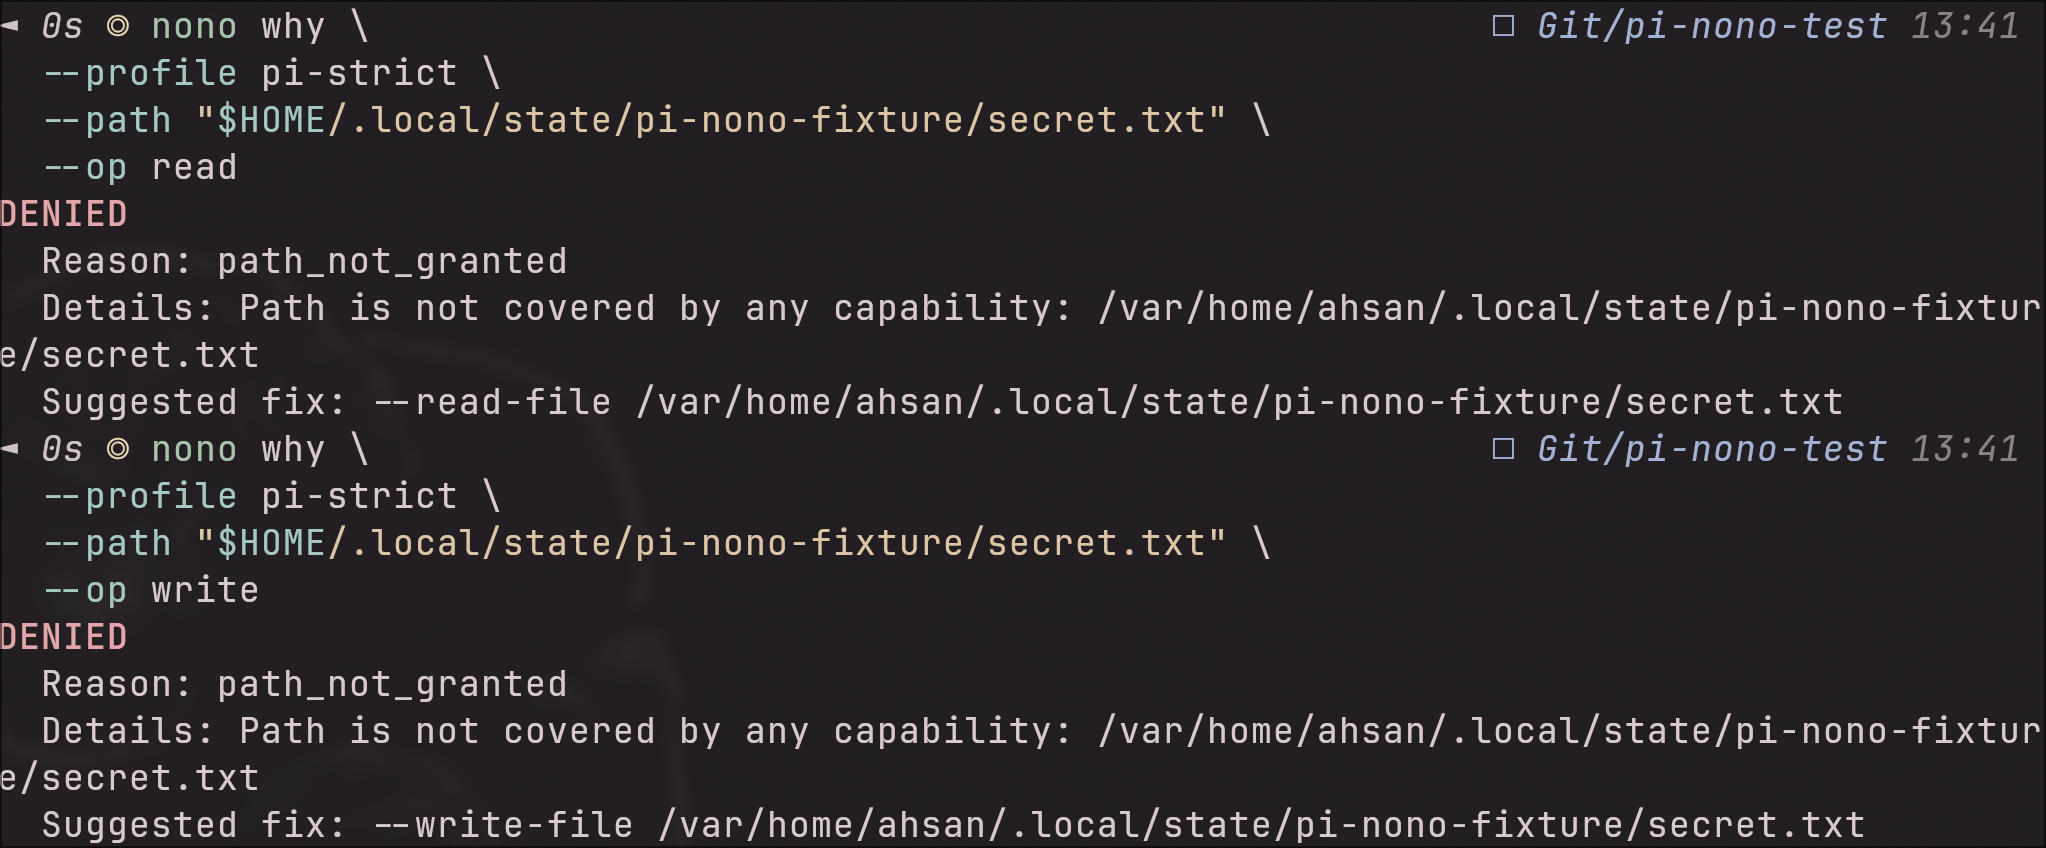 ◄ 0s ◎ nono why \ □ Git/pi-nono-test 13:41
--profile pi-strict \
--path "$HOME/.local/state/pi-nono-fixture/secret.txt" \
--op read
DENIED
Reason: path_not_granted
Details: Path is not covered by any capability: /var/home/ahsan/.local/state/pi-nono-fixtur
e/secret.txt
Suggested fix: --read-file /var/home/ahsan/.local/state/pi-nono-fixture/secret.txt
◄ 0s ◎ nono why \ □ Git/pi-nono-test 13:41
--profile pi-strict \
--path "$HOME/.local/state/pi-nono-fixture/secret.txt" \
--op write
DENIED
Reason: path_not_granted
Details: Path is not covered by any capability: /var/home/ahsan/.local/state/pi-nono-fixtur
e/secret.txt
Suggested fix: --write-file /var/home/ahsan/.local/state/pi-nono-fixture/secret.txt